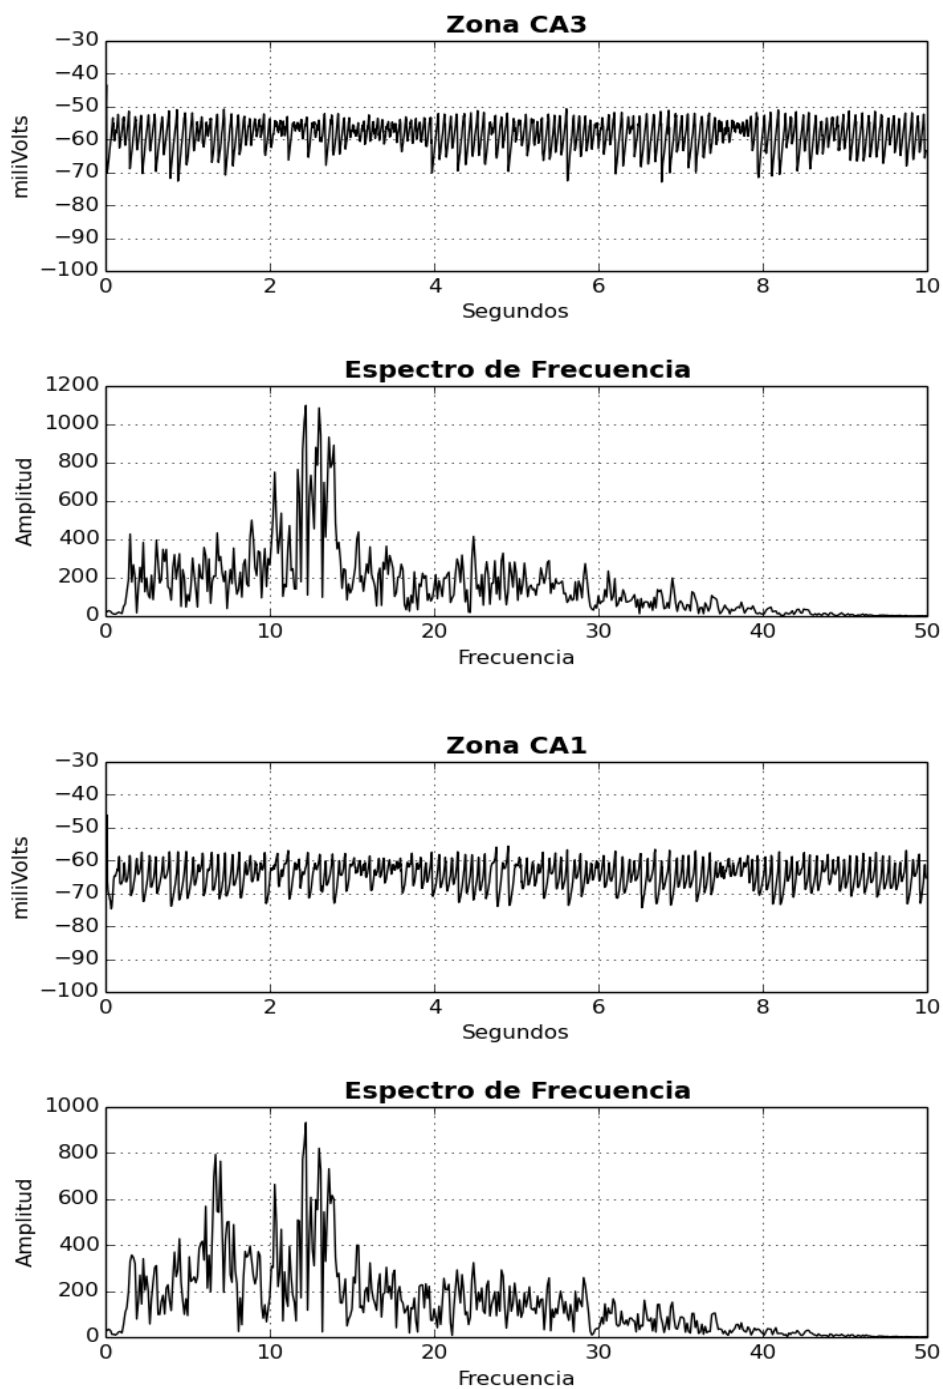 Zona CA3
−30
−40
−50
−60
−70
−80
−90
−100
miliVolts
0 2 4 6 8 10
Segundos
Espectro de Frecuencia
1200
1000
800
600
400
200
0
Amplitud
0 10 20 30 40 50
Frecuencia
Zona CA1
−30
−40
−50
−60
−70
−80
−90
−100
miliVolts
0 2 4 6 8 10
Segundos
Espectro de Frecuencia
1000
800
600
400
200
0
Amplitud
0 10 20 30 40 50
Frecuencia